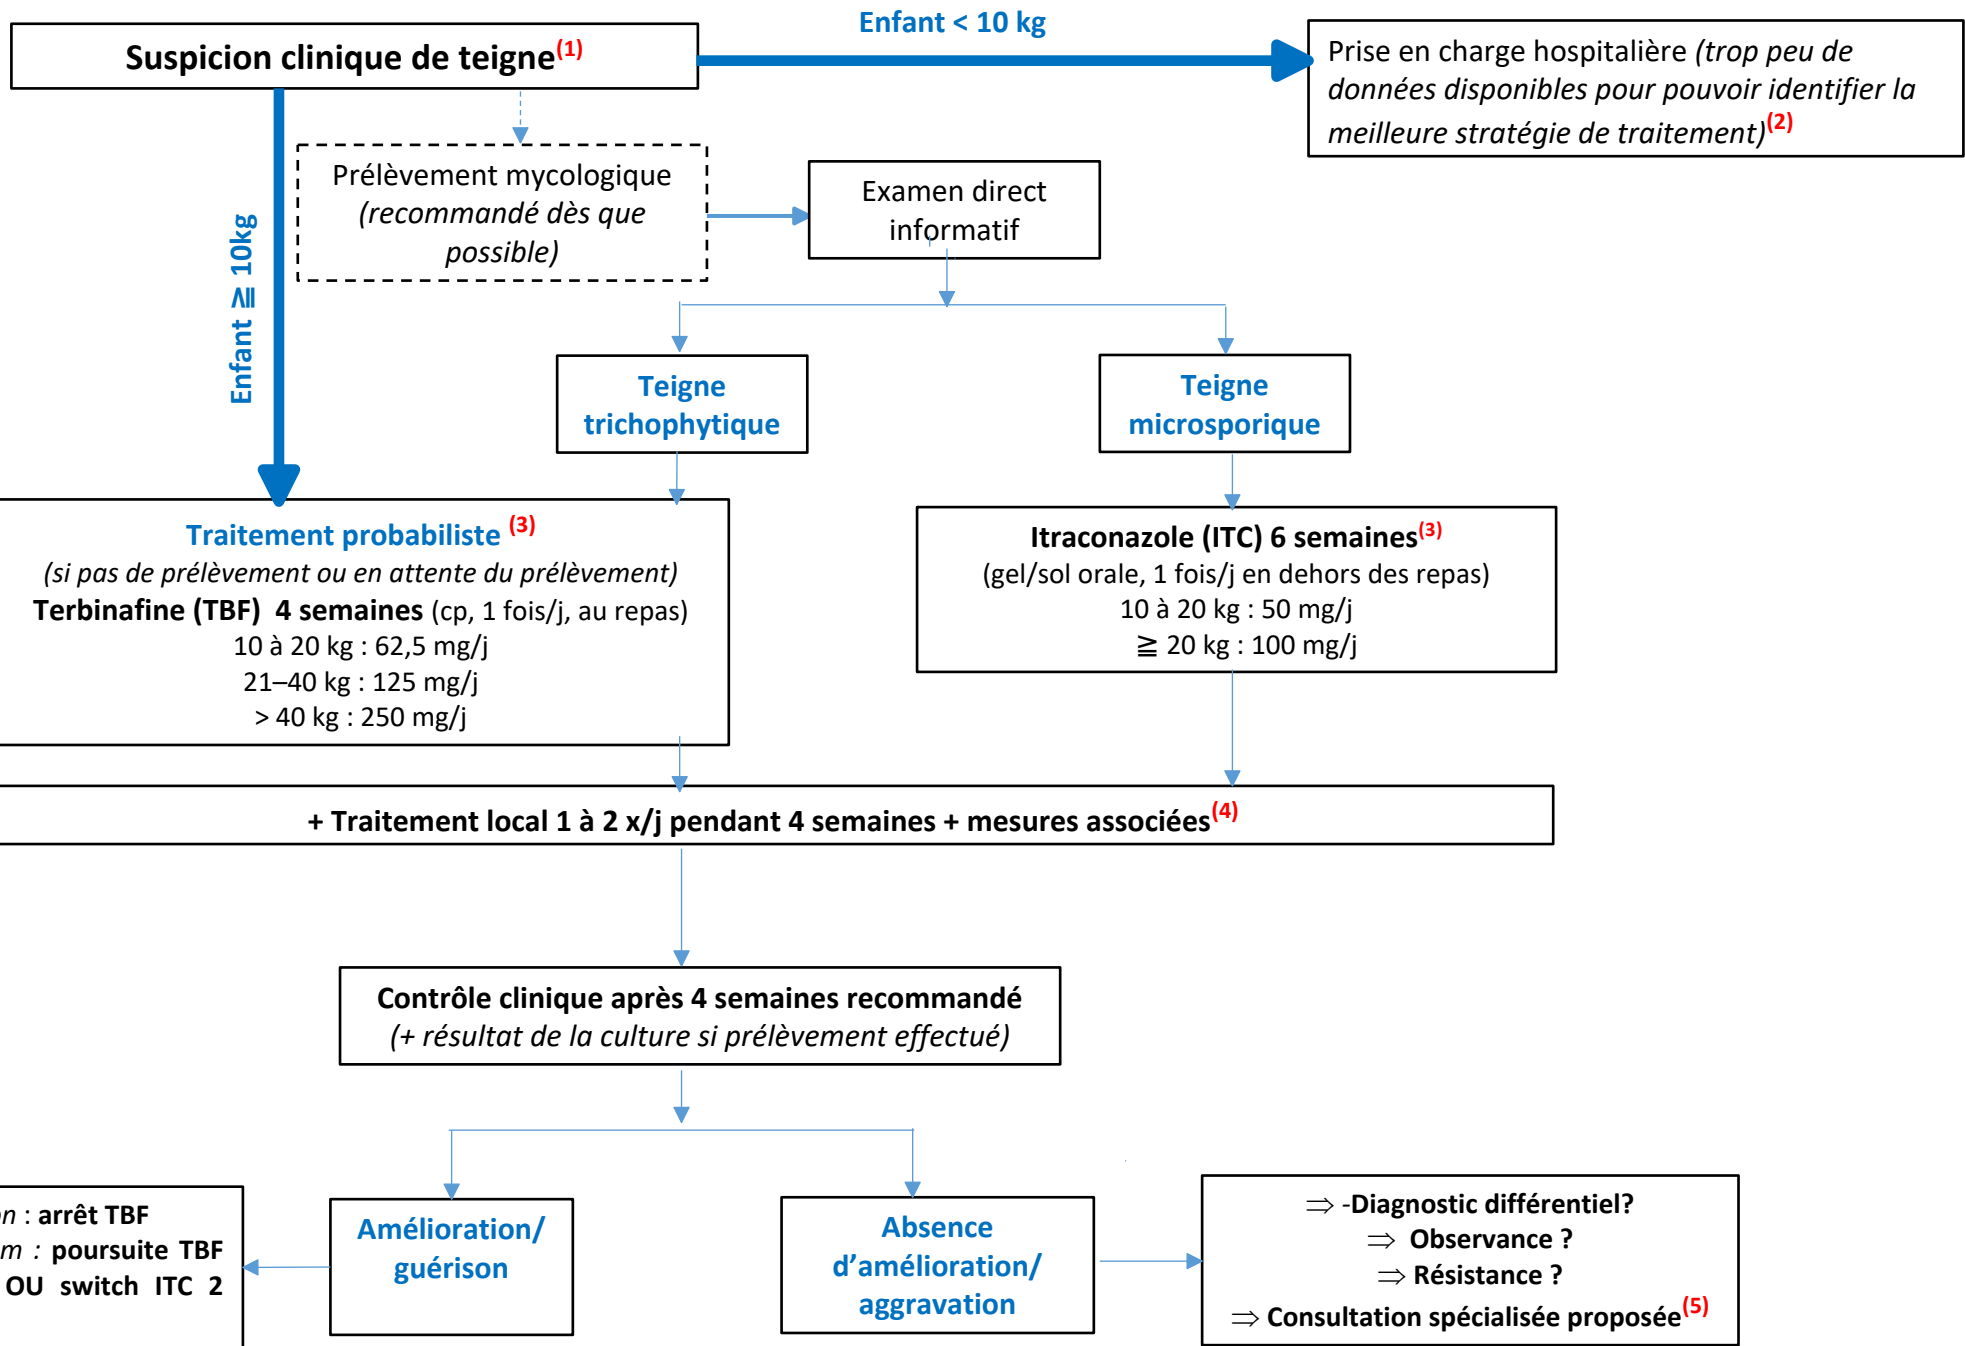 Enfant < 10 kg
Suspicion clinique de teigne(1)
Prise en charge hospitalière (trop peu de
données disponibles pour pouvoir identifier la
meilleure stratégie de traitement)(2)
Enfant ≧ 10kg
Prélèvement mycologique
(recommandé dès que
possible)
Examen direct
informatif
Teigne
trichophytique
Teigne
microsporique
Traitement probabiliste (3)
(si pas de prélèvement ou en attente du prélèvement)
Terbinafine (TBF) 4 semaines (cp, 1 fois/j, au repas)
10 à 20 kg : 62,5 mg/j
21–40 kg : 125 mg/j
> 40 kg : 250 mg/j
Itraconazole (ITC) 6 semaines(3)
(gel/sol orale, 1 fois/j en dehors des repas)
10 à 20 kg : 50 mg/j
≧ 20 kg : 100 mg/j
+ Traitement local 1 à 2 x/j pendant 4 semaines + mesures associées(4)
Contrôle clinique après 4 semaines recommandé
(+ résultat de la culture si prélèvement effectué)
n : arrêt TBF
m : poursuite TBF
OU switch ITC 2
Amélioration/
guérison
Absence
d'amélioration/
aggravation
⇒ -Diagnostic différentiel?
⇒ Observance ?
⇒ Résistance ?
⇒ Consultation spécialisée proposée(5)